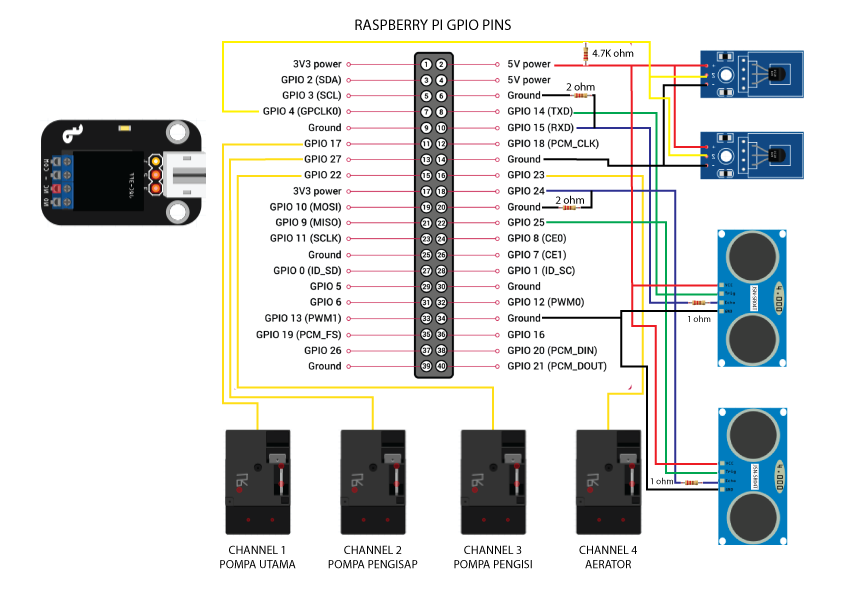 RASPBERRY PI GPIO PINS
4.7K ohm
3V3 power 1 2 5V power
GPIO 2 (SDA) 3 4 5V power
2 ohm
GPIO 3 (SCL) 5 6 Ground
GPIO 4 (GPCLK0) 7 8 GPIO 14 (TXD)
Ground 9 10 GPIO 15 (RXD)
GPIO 17 11 12 GPIO 18 (PCM_CLK)
GPIO 27 13 14 Ground
GPIO 22 15 16 GPIO 23
3V3 power 17 18 GPIO 24
2 ohm
GPIO 10 (MOSI) 19 20 Ground
GPIO 9 (MISO) 21 22 GPIO 25
GPIO 11 (SCLK) 23 24 GPIO 8 (CE0)
Ground 25 26 GPIO 7 (CE1)
GPIO 0 (ID_SD) 27 28 GPIO 1 (ID_SC)
GPIO 5 29 30 Ground
GPIO 6 31 32 GPIO 12 (PWM0)
GPIO 13 (PWM1) 33 34 Ground
GPIO 19 (PCM_FS) 35 36 GPIO 16
GPIO 26 37 38 GPIO 20 (PCM_DIN)
Ground 39 40 GPIO 21 (PCM_DOUT)
1 ohm
1 ohm
CHANNEL 1
POMPA UTAMA
CHANNEL 2
POMPA PENGISAP
CHANNEL 3
POMPA PENGISI
CHANNEL 4
AERATOR